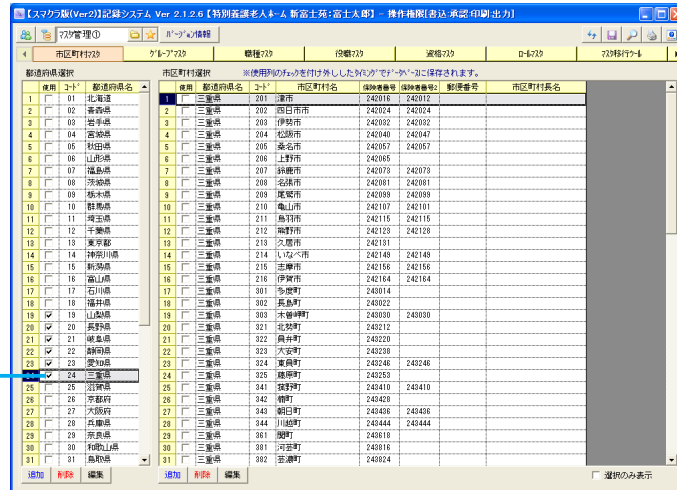 【スマクラ版(Ver2)】記録システム Ver 2.1.2.6 【特別養護老人ホーム 新富士苑:富士太郎】 - 操作権限[書込:承認:印刷:出力]
マスタ管理① バージョン情報
市区町村マスタ グループマスタ 職種マスタ 役職マスタ 資格マスタ ロールマスタ マスタ移行ツール
都道府県選択 市区町村選択 ※使用列のチェックを付け外ししたタイミングでデータベースに保存されます。
使用 コード 都道府県名 使用 都道府県名 コード 市区町村名 保険者番号 保険者番号2 郵便番号 市区町村長名
1 01 北海道 1 三重県 201 津市 242016 242012
2 02 青森県 2 三重県 202 四日市市 242024 242024
3 03 岩手県 3 三重県 203 伊勢市 242032 242032
4 04 宮城県 4 三重県 204 松阪市 242040 242047
5 05 秋田県 5 三重県 205 桑名市 242057 242057
6 06 山形県 6 三重県 206 上野市 242065
7 07 福島県 7 三重県 207 鈴鹿市 242073 242073
8 08 茨城県 8 三重県 208 名張市 242081 242081
9 09 栃木県 9 三重県 209 尾鷲市 242099 242099
10 10 群馬県 10 三重県 210 亀山市 242107 242101
11 11 埼玉県 11 三重県 211 鳥羽市 242115 242115
12 12 千葉県 12 三重県 212 熊野市 242123 242128
13 13 東京都 13 三重県 213 久居市 242131
14 14 神奈川県 14 三重県 214 いなべ市 242149 242149
15 15 新潟県 15 三重県 215 志摩市 242156 242156
16 16 富山県 16 三重県 216 伊賀市 242164 242164
17 17 石川県 17 三重県 301 多度町 243014
18 18 福井県 18 三重県 302 長島町 243022
19 19 山梨県 19 三重県 303 木曽岬町 243030 243030
20 20 長野県 20 三重県 321 北勢町 243212
21 21 岐阜県 21 三重県 322 員弁町 243220
22 22 静岡県 22 三重県 323 大安町 243238
23 23 愛知県 23 三重県 324 東員町 243246 243246
24 三重県 24 三重県 325 藤原町 243253
25 25 滋賀県 25 三重県 341 菰野町 243410 243410
26 26 京都府 26 三重県 342 楠町 243428
27 27 大阪府 27 三重県 343 朝日町 243436 243436
28 28 兵庫県 28 三重県 344 川越町 243444 243444
29 29 奈良県 29 三重県 361 関町 243618
30 30 和歌山県 30 三重県 381 河芸町 243816
31 31 鳥取県 31 三重県 382 芸濃町 243824
追加 削除 編集 追加 削除 編集 選択のみ表示